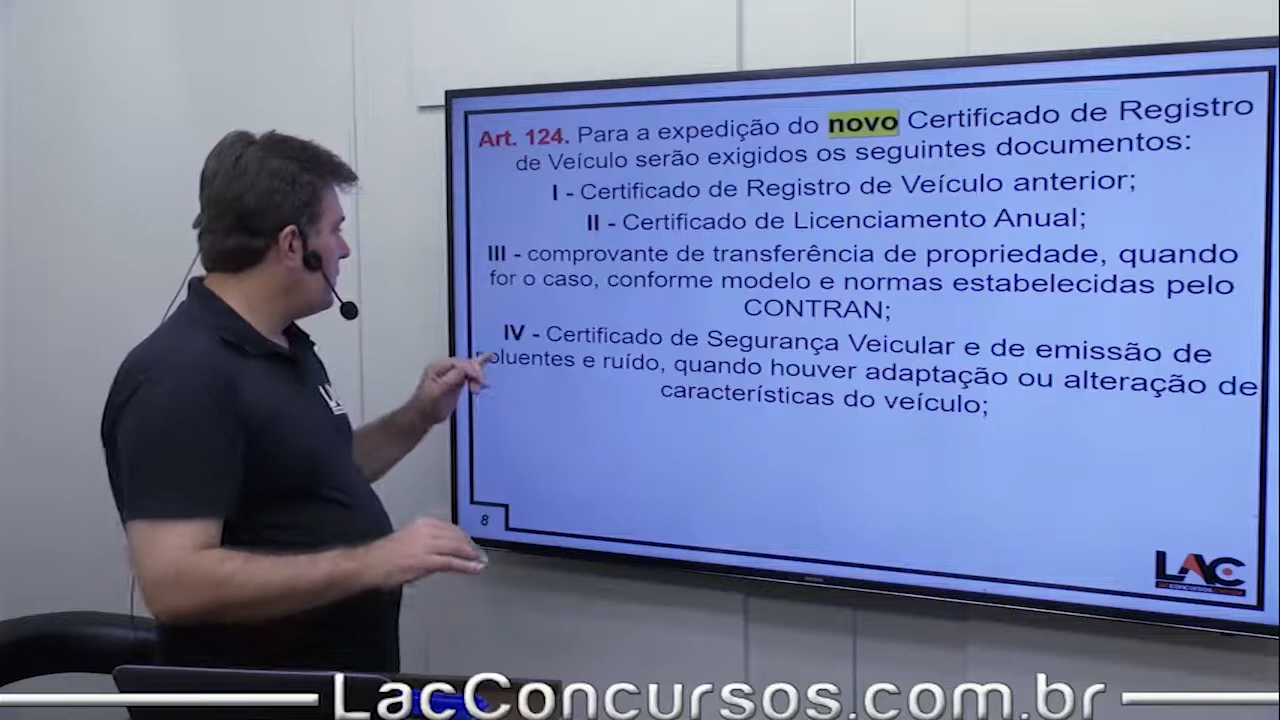 Art. 124. Para a expedição do novo Certificado de Registro
de Veículo serão exigidos os seguintes documentos:
I - Certificado de Registro de Veículo anterior;
II - Certificado de Licenciamento Anual;
III - comprovante de transferência de propriedade, quando
for o caso, conforme modelo e normas estabelecidas pelo
CONTRAN;
IV - Certificado de Segurança Veicular e de emissão de
oluentes e ruído, quando houver adaptação ou alteração de
características do veículo;
8
LAC
LacConcursos.com.br